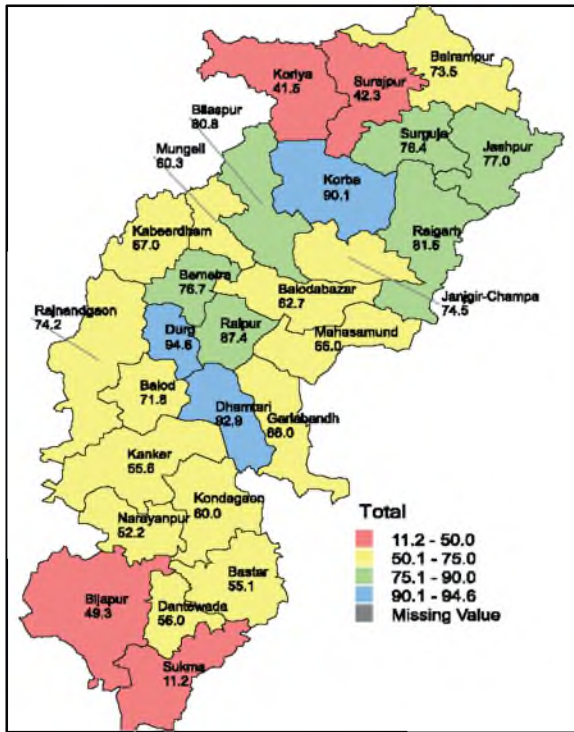 Balrampur
73.5
Koriya
41.5
Surajpur
42.3
Bilaspur
80.8
Surguja
76.4
Jashpur
77.0
Mungeli
60.3
Korba
90.1
Raigarh
81.5
Kabeerdham
67.0
Bemetra
76.7
Balodabazar
62.7
Janjgir-Champa
74.5
Rajnandgaon
74.2
Durg
94.6
Raipur
87.4
Mahasamund
66.0
Balod
71.8
Dhamtari
92.9
Gariabandh
66.0
Kanker
55.6
Kondagaon
60.0
Narayanpur
52.2
Bastar
55.1
Bijapur
49.3
Dantewada
56.0
Sukma
11.2
Total
11.2 - 50.0
50.1 - 75.0
75.1 - 90.0
90.1 - 94.6
Missing Value